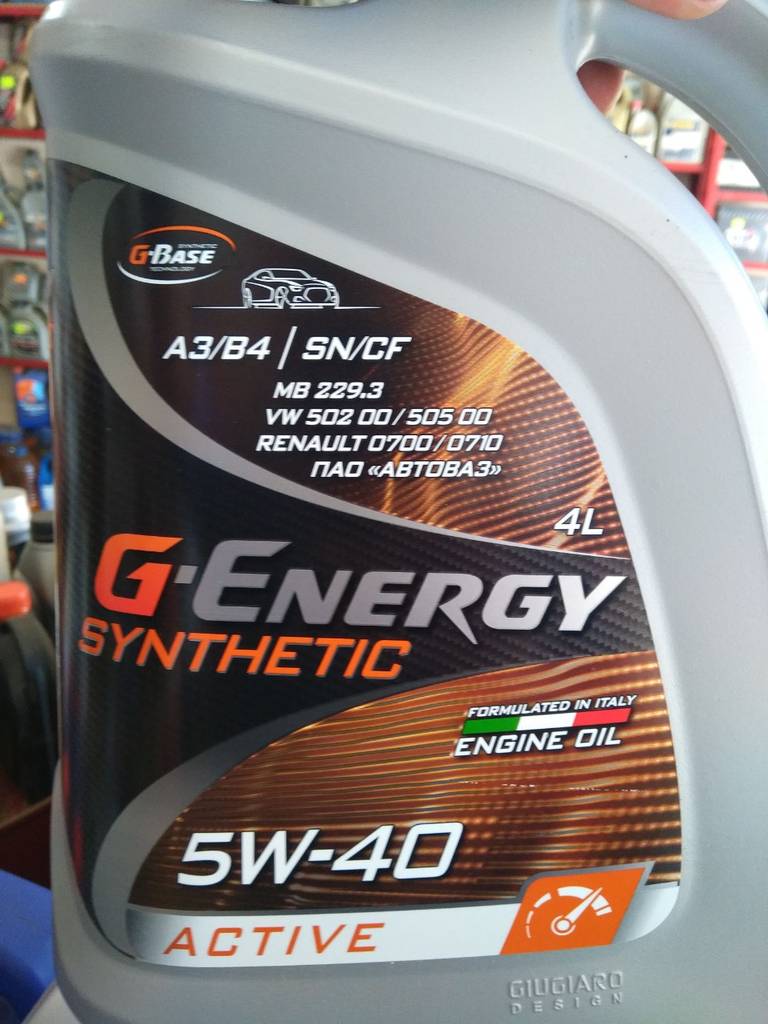 SYNTHETIC
G-BASE
TECHNOLOGY
A3/B4 | SN/CF
MB 229.3
VW 502 00 / 505 00
RENAULT 0700 / 0710
ПАО «АВТОВАЗ»
4L
G-ENERGY
SYNTHETIC
FORMULATED IN ITALY
ENGINE OIL
5W-40
ACTIVE
GIUGIARO
DESIGN